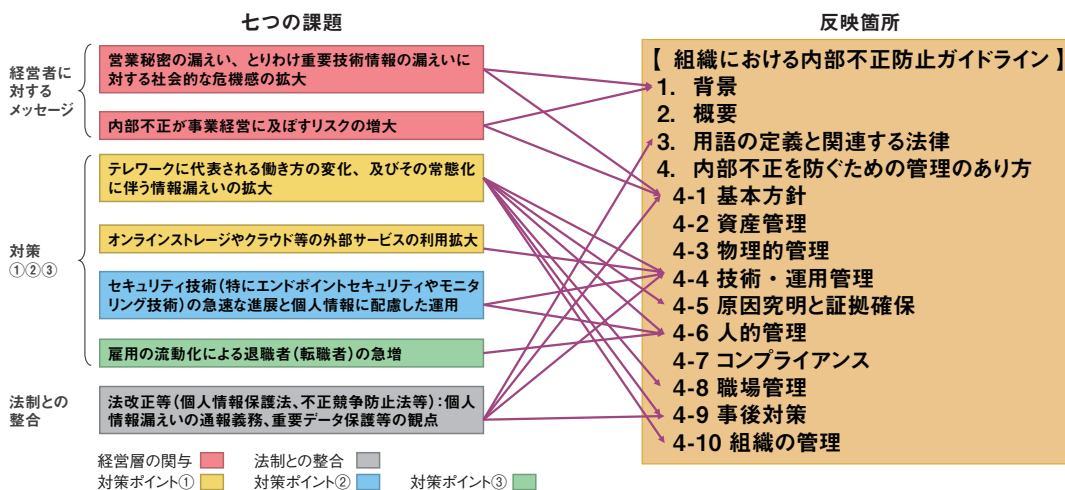 七つの課題
反映箇所
経営者に
対する
メッセージ
営業秘密の漏えい、とりわけ重要技術情報の漏えいに
対する社会的な危機感の拡大
内部不正が事業経営に及ぼすリスクの増大
対策
①②③
テレワークに代表される働き方の変化、及びその常態化
に伴う情報漏えいの拡大
オンラインストレージやクラウド等の外部サービスの利用拡大
セキュリティ技術(特にエンドポイントセキュリティやモニ
タリング技術)の急速な進展と個人情報に配慮した運用
雇用の流動化による退職者(転職者)の急増
法制との
整合
法改正等(個人情報保護法、不正競争防止法等):個人
情報漏えいの通報義務、重要データ保護等の観点
【 組織における内部不正防止ガイドライン 】
1. 背景
2. 概要
3. 用語の定義と関連する法律
4. 内部不正を防ぐための管理のあり方
4-1 基本方針
4-2 資産管理
4-3 物理的管理
4-4 技術・運用管理
4-5 原因究明と証拠確保
4-6 人的管理
4-7 コンプライアンス
4-8 職場管理
4-9 事後対策
4-10 組織の管理
経営層の関与 法制との整合
対策ポイント① 対策ポイント② 対策ポイント③